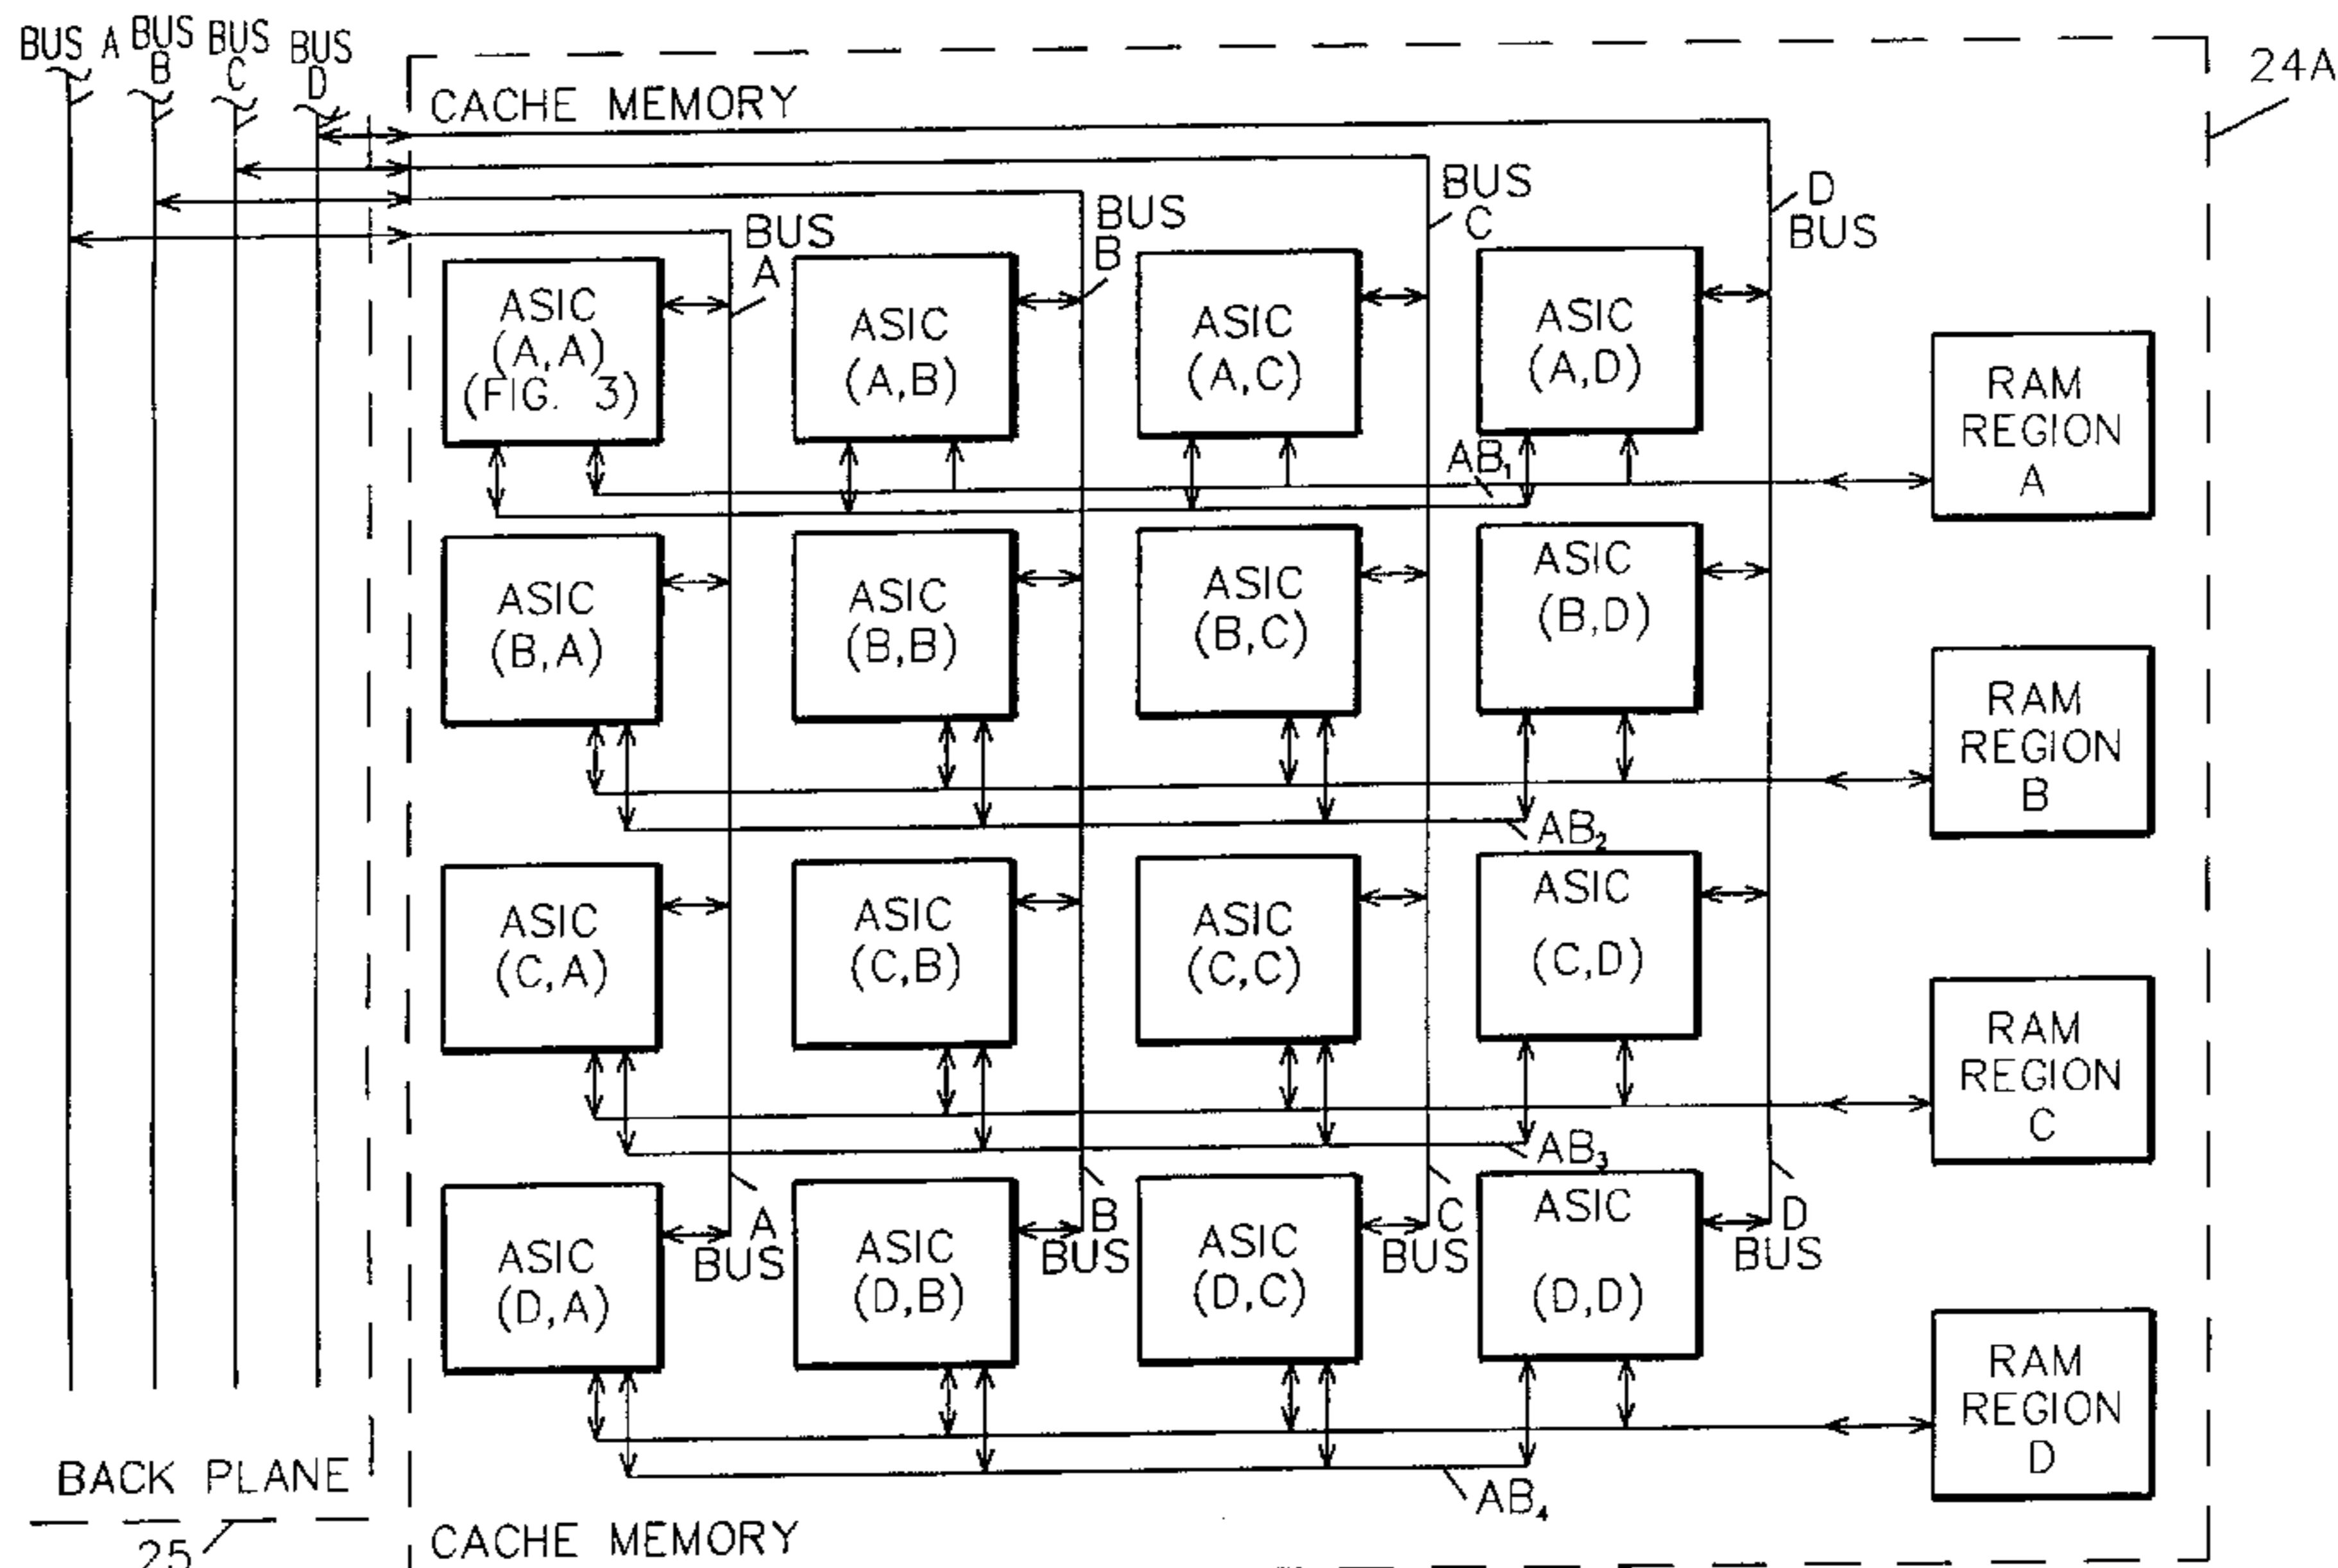 BUS A
BUS
B
BUS
C
BUS
D
24A
CACHE MEMORY
BUS
A
BUS
B
BUS
C
D
BUS
ASIC
(A,A)
(FIG. 3)
ASIC
(A,B)
ASIC
(A,C)
ASIC
(A,D)
RAM
REGION
A
AB₁
ASIC
(B,A)
ASIC
(B,B)
ASIC
(B,C)
ASIC
(B,D)
RAM
REGION
B
AB₂
ASIC
(C,A)
ASIC
(C,B)
ASIC
(C,C)
ASIC
(C,D)
RAM
REGION
C
AB₃
ASIC
(D,A)
A
BUS
ASIC
(D,B)
B
BUS
ASIC
(D,C)
C
BUS
ASIC
(D,D)
D
BUS
RAM
REGION
D
AB₄
BACK PLANE
25
CACHE MEMORY